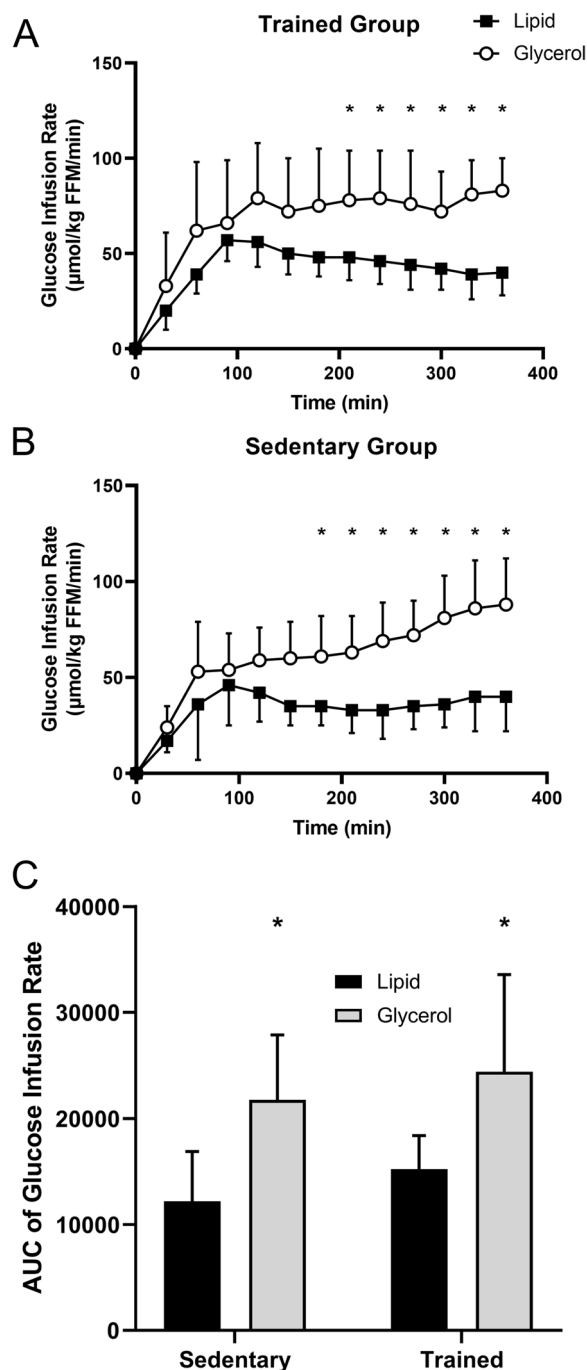 A
Trained Group
Lipid
Glycerol
Glucose Infusion Rate
(µmol/kg FFM/min)
150
100
50
0
* * * * * *
0 100 200 300 400
Time (min)
B
Sedentary Group
Glucose Infusion Rate
(µmol/kg FFM/min)
150
100
50
0
* * * * * * *
0 100 200 300 400
Time (min)
C
AUC of Glucose Infusion Rate
40000
30000
20000
10000
0
* *
Lipid
Glycerol
Sedentary Trained